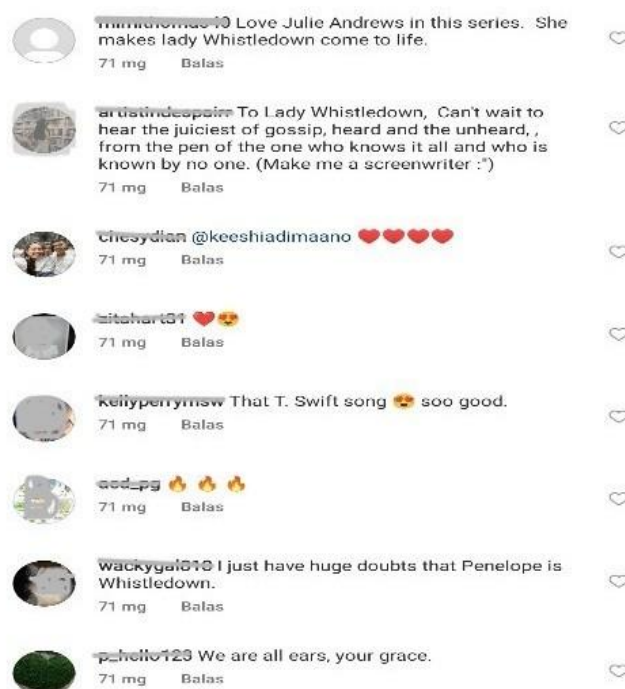 Love Julie Andrews in this series. She
makes lady Whistledown come to life.
71 mg Balas
To Lady Whistledown, Can't wait to
hear the juiciest of gossip, heard and the unheard, ,
from the pen of the one who knows it all and who is
known by no one. (Make me a screenwriter :")
71 mg Balas
@keeshiadimaano ❤️❤️❤️❤️
71 mg Balas
❤️😍
71 mg Balas
That T. Swift song 😍 soo good.
71 mg Balas
🔥 🔥 🔥
71 mg Balas
I just have huge doubts that Penelope is
Whistledown.
71 mg Balas
We are all ears, your grace.
71 mg Balas